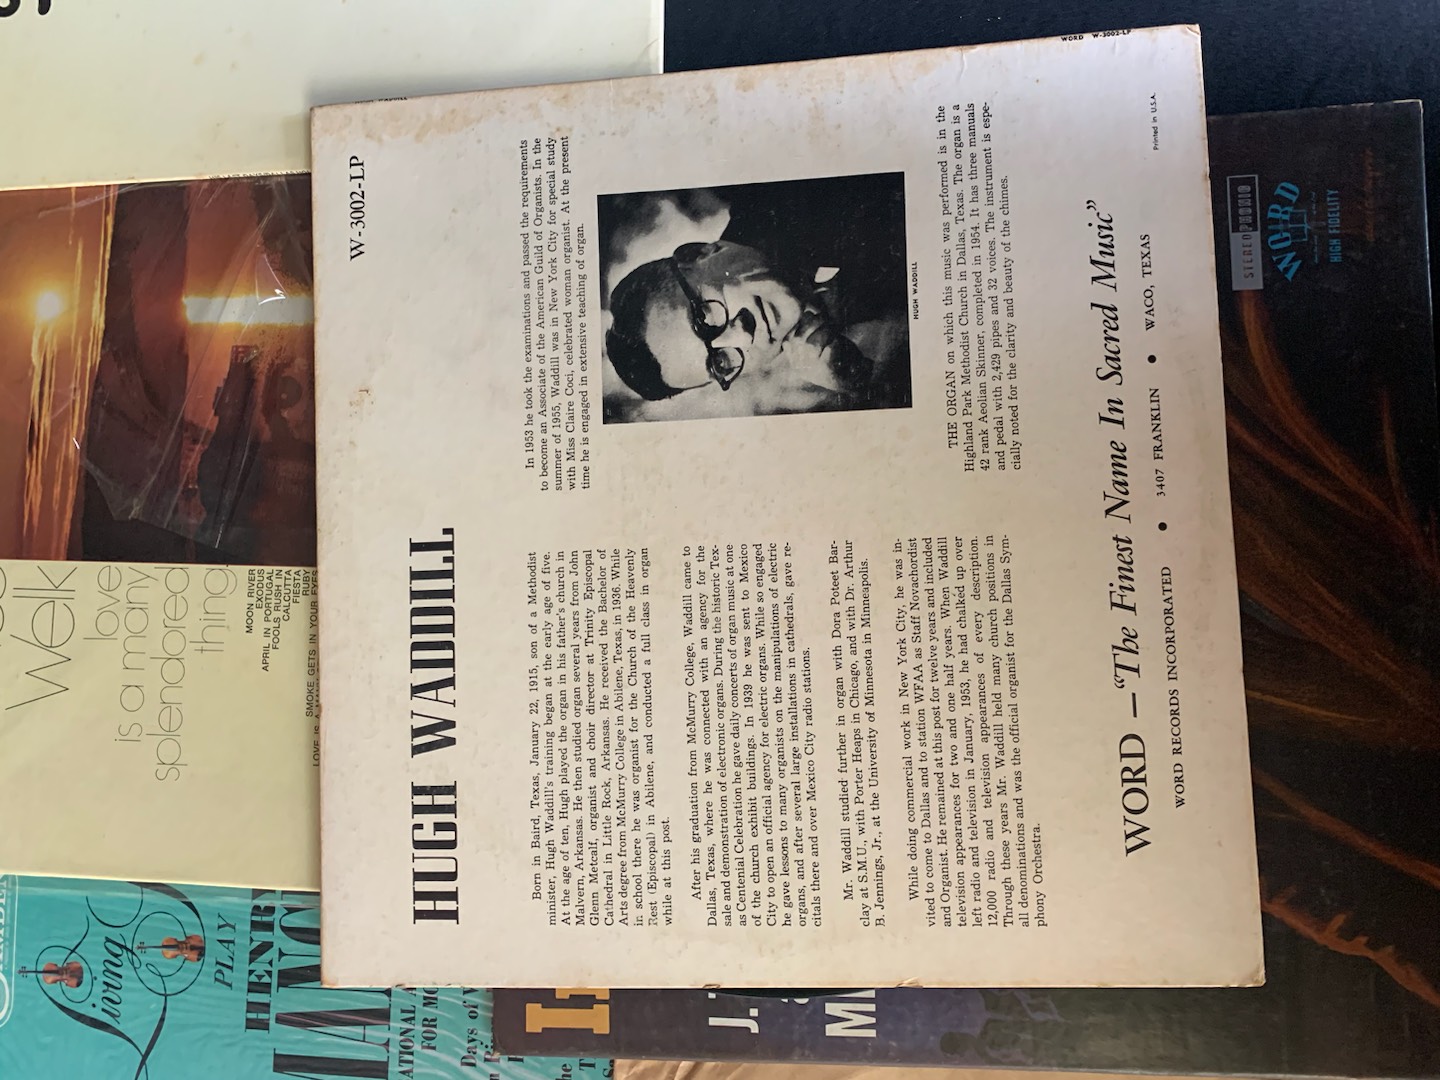 W-3002-LP
HUGH WADDILL
Born in Baird, Texas, January 22, 1915, son of a Methodist
minister, Hugh Waddill's training began at the early age of five.
At the age of ten, Hugh played the organ in his father's church in
Malvern, Arkansas. He then studied organ several years from John
Glenn Metcalf, organist and choir director at Trinity Episcopal
Cathedral in Little Rock, Arkansas. He received the Bachelor of
Arts degree from McMurry College in Abilene, Texas, in 1936. While
in school there he was organist for the Church of the Heavenly
Rest (Episcopal) in Abilene, and conducted a full class in organ
while at this post.
After his graduation from McMurry College, Waddill came to
Dallas, Texas, where he was connected with an agency for the
sale and demonstration of electronic organs. During the historic Tex-
as Centenial Celebration he gave daily concerts of organ music at one
of the church exhibit buildings. In 1939 he was sent to Mexico
City to open an official agency for electric organs. While so engaged
he gave lessons to many organists on the manipulations of electric
organs, and after several large installations in cathedrals, gave re-
citals there and over Mexico City radio stations.
Mr. Waddill studied further in organ with Dora Poteet Bar-
clay at S.M.U., with Porter Heaps in Chicago, and with Dr. Arthur
B. Jennings, Jr., at the University of Minnesota in Minneapolis.
While doing commercial work in New York City, he was in-
vited to come to Dallas and to station WFAA as Staff Novachordist
and Organist. He remained at this post for twelve years and included
television appearances for two and one half years. When Waddill
left radio and television in January, 1953, he had chalked up over
12,000 radio and television appearances of every description.
Through these years Mr. Waddill held many church positions in
all denominations and was the official organist for the Dallas Sym-
phony Orchestra.
In 1953 he took the examinations and passed the requirements
to become an Associate of the American Guild of Organists. In the
summer of 1955, Waddill was in New York City for special study
with Miss Claire Coci, celebrated woman organist. At the present
time he is engaged in extensive teaching of organ.
HUGH WADDILL
THE ORGAN on which this music was performed is in the
Highland Park Methodist Church in Dallas, Texas. The organ is a
42 rank Aeolian Skinner, completed in 1954. It has three manuals
and pedal with 2,429 pipes and 32 voices. The instrument is espe-
cially noted for the clarity and beauty of the chimes.
WORD — "The Finest Name In Sacred Music"
WORD RECORDS INCORPORATED • 3407 FRANKLIN • WACO, TEXAS
Printed in U.S.A.
WORD W-3002-LP
Welk
love
is a many
splendored
thing
MOON RIVER
EXODUS
APRIL IN PORTUGAL
FOOLS RUSH IN
CALCUTTA
FIESTA
RUBY
SMOKE GETS IN YOUR EYES
Living
PLAY
HENR
ATIONAL
FOR MO
Days of
J.
STEREOPHONIC
WORD
HIGH FIDELITY